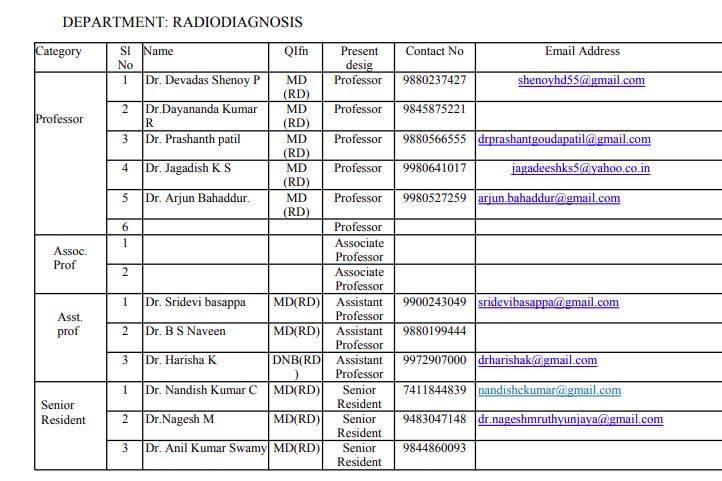 DEPARTMENT: RADIODIAGNOSIS
Category Sl No Name QIfn Present desig Contact No Email Address
Professor
1 Dr. Devadas Shenoy P MD (RD) Professor 9880237427 shenoyhd55@gmail.com
2 Dr.Dayananda Kumar R MD (RD) Professor 9845875221
3 Dr. Prashanth patil MD (RD) Professor 9880566555 drprashantgoudapatil@gmail.com
4 Dr. Jagadish K S MD (RD) Professor 9980641017 jagadeeshks5@yahoo.co.in
5 Dr. Arjun Bahaddur. MD (RD) Professor 9980527259 arjun.bahaddur@gmail.com
6 Professor
Assoc. Prof
1 Associate Professor
2 Associate Professor
Asst. prof
1 Dr. Sridevi basappa MD(RD) Assistant Professor 9900243049 sridevibasappa@gmail.com
2 Dr. B S Naveen MD(RD) Assistant Professor 9880199444
3 Dr. Harisha K DNB(RD) Assistant Professor 9972907000 drharishak@gmail.com
Senior Resident
1 Dr. Nandish Kumar C MD(RD) Senior Resident 7411844839 nandishckumar@gmail.com
2 Dr.Nagesh M MD(RD) Senior Resident 9483047148 dr.nageshmruthyunjaya@gmail.com
3 Dr. Anil Kumar Swamy MD(RD) Senior Resident 9844860093